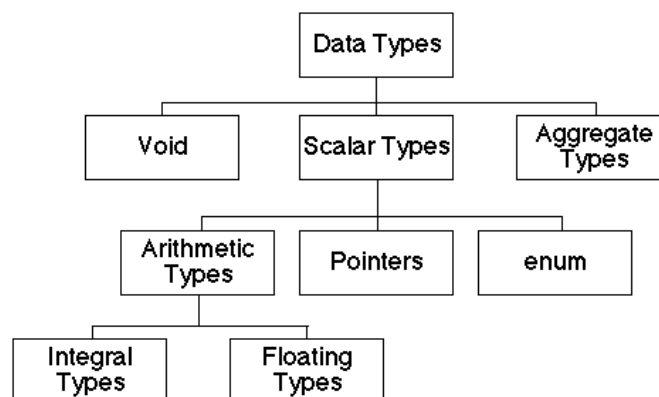 Data Types
Void
Scalar Types
Aggregate
Types
Arithmetic
Types
Pointers
enum
Integral
Types
Floating
Types